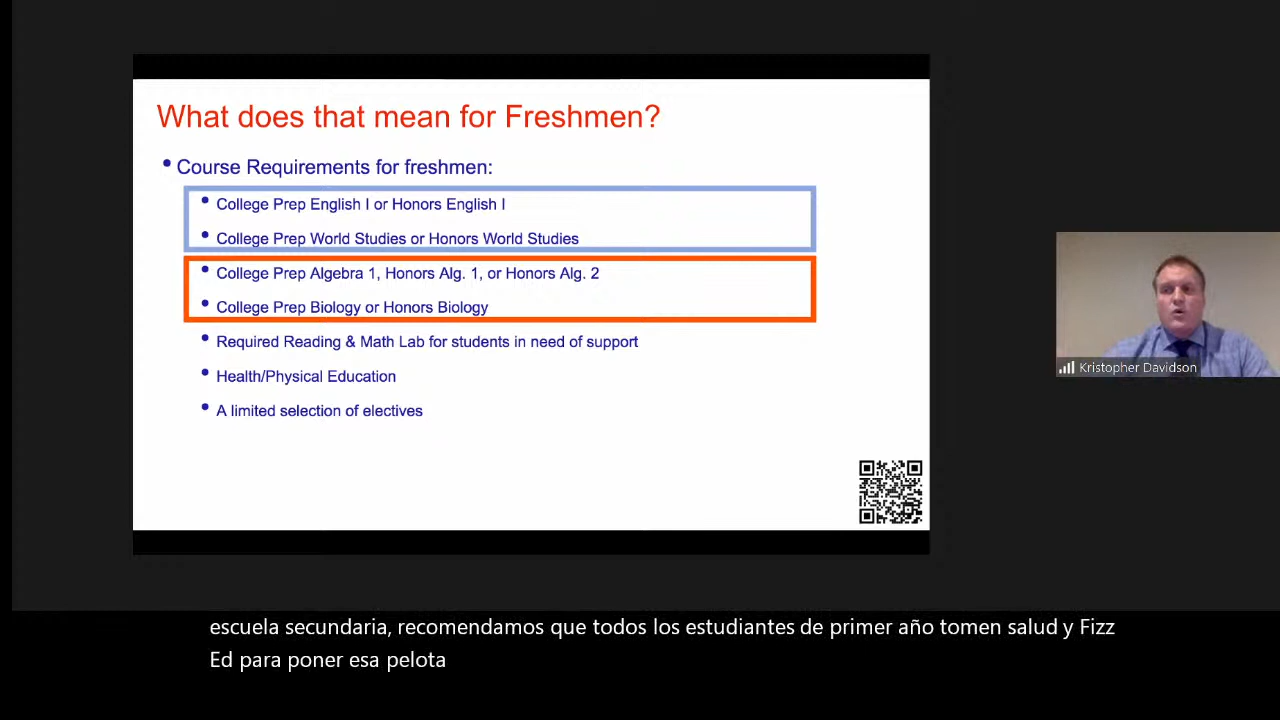 What does that mean for Freshmen?
• Course Requirements for freshmen:
• College Prep English I or Honors English I
• College Prep World Studies or Honors World Studies
• College Prep Algebra 1, Honors Alg. 1, or Honors Alg. 2
• College Prep Biology or Honors Biology
• Required Reading & Math Lab for students in need of support
• Health/Physical Education
• A limited selection of electives
Kristopher Davidson
escuela secundaria, recomendamos que todos los estudiantes de primer año tomen salud y Fizz
Ed para poner esa pelota